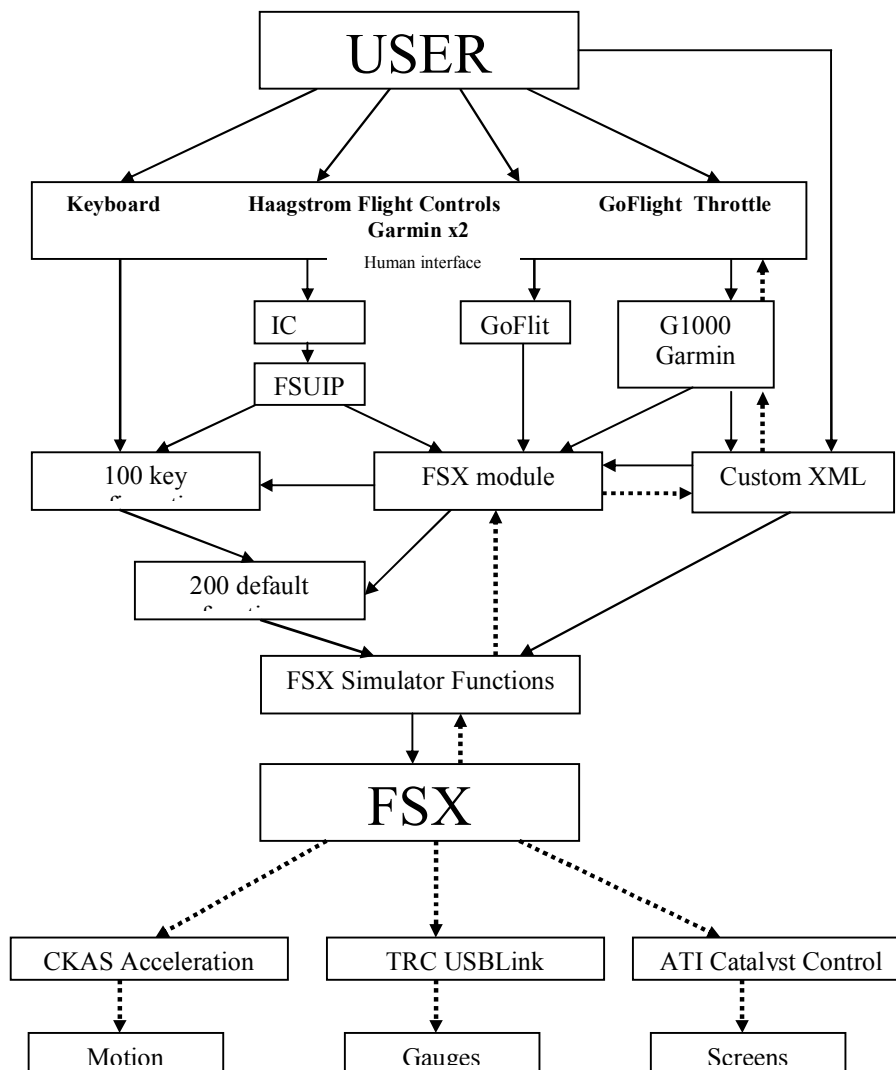 USER
Keyboard Haagstrom Flight Controls GoFlight Throttle
Garmin x2
Human interface
IC GoFlit G1000
Garmin
FSUIP
100 key FSX module Custom XML
200 default
FSX Simulator Functions
FSX
CKAS Acceleration TRC USBLink ATI Catalyst Control
Motion Gauges Screens